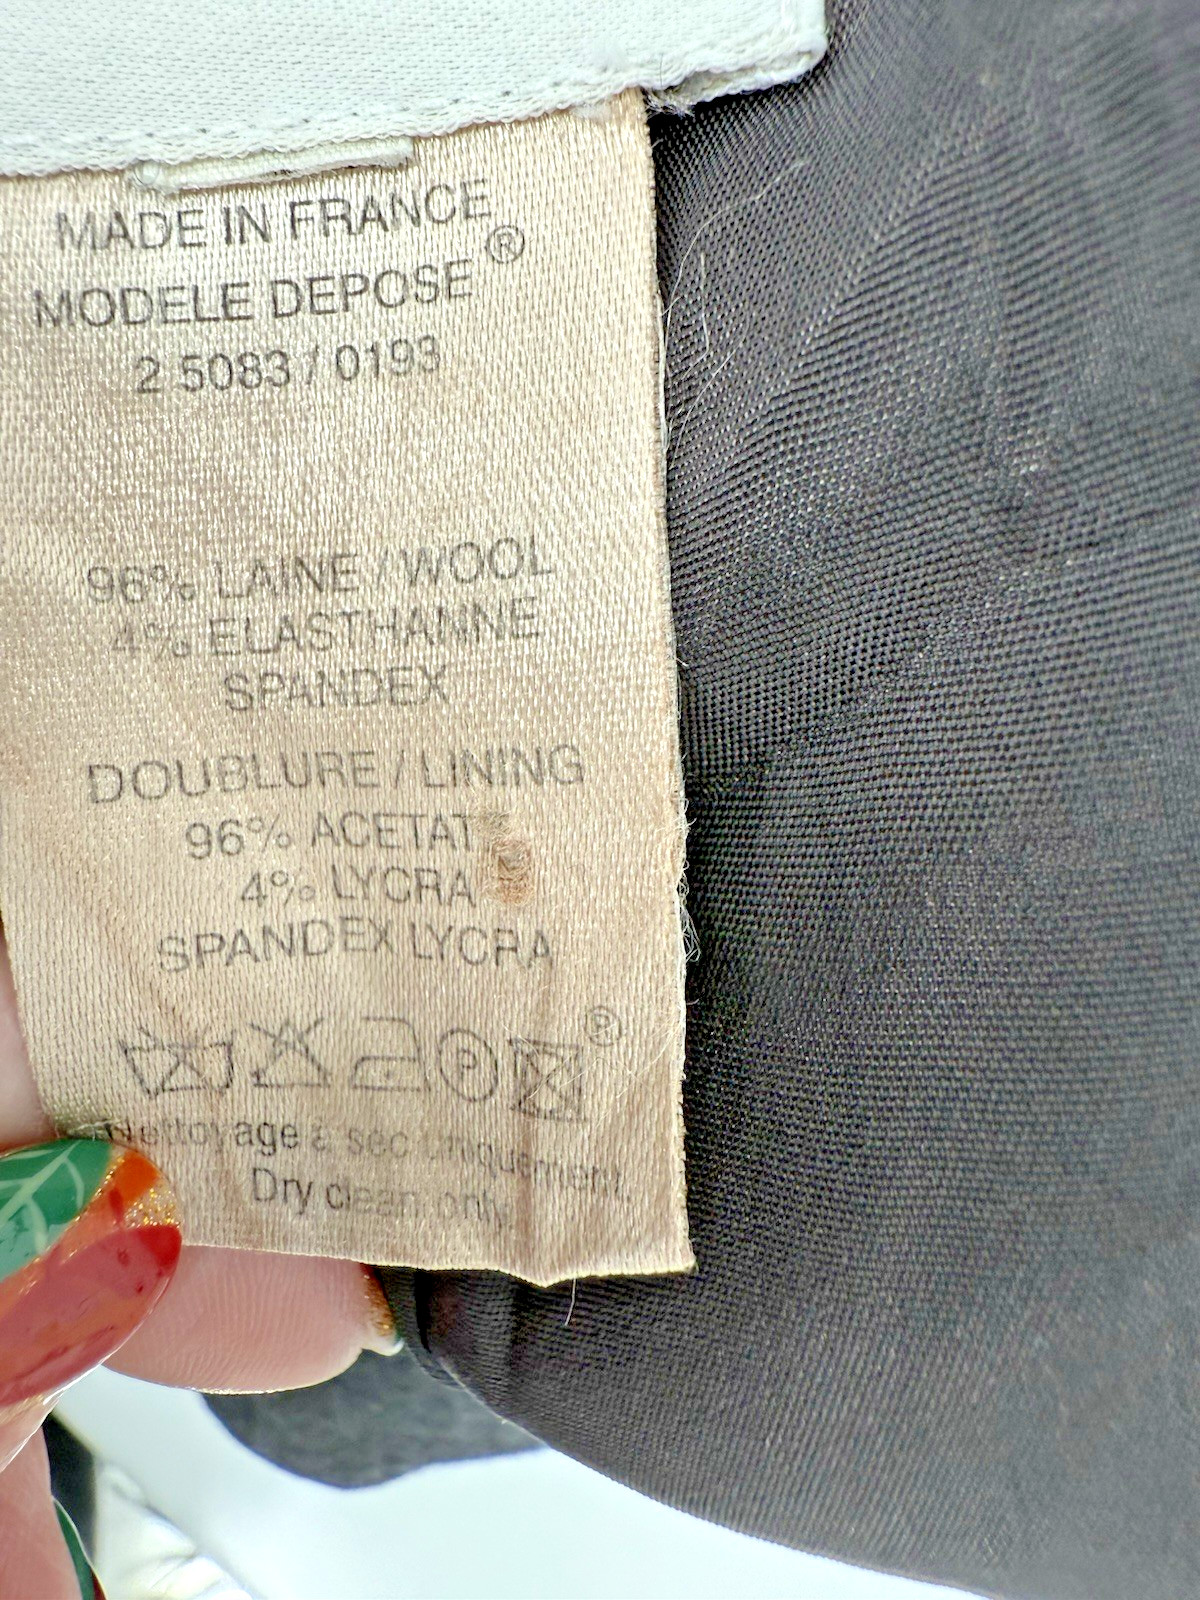 MADE IN FRANCE
MODELE DEPOSE ®
2 5083 / 0193
96% LAINE / WOOL
4% ELASTHANNE
SPANDEX
DOUBLURE / LINING
96% ACETAT
4% LYCRA
SPANDEX LYCRA
P
Nettoyage à sec uniquement.
Dry clean only